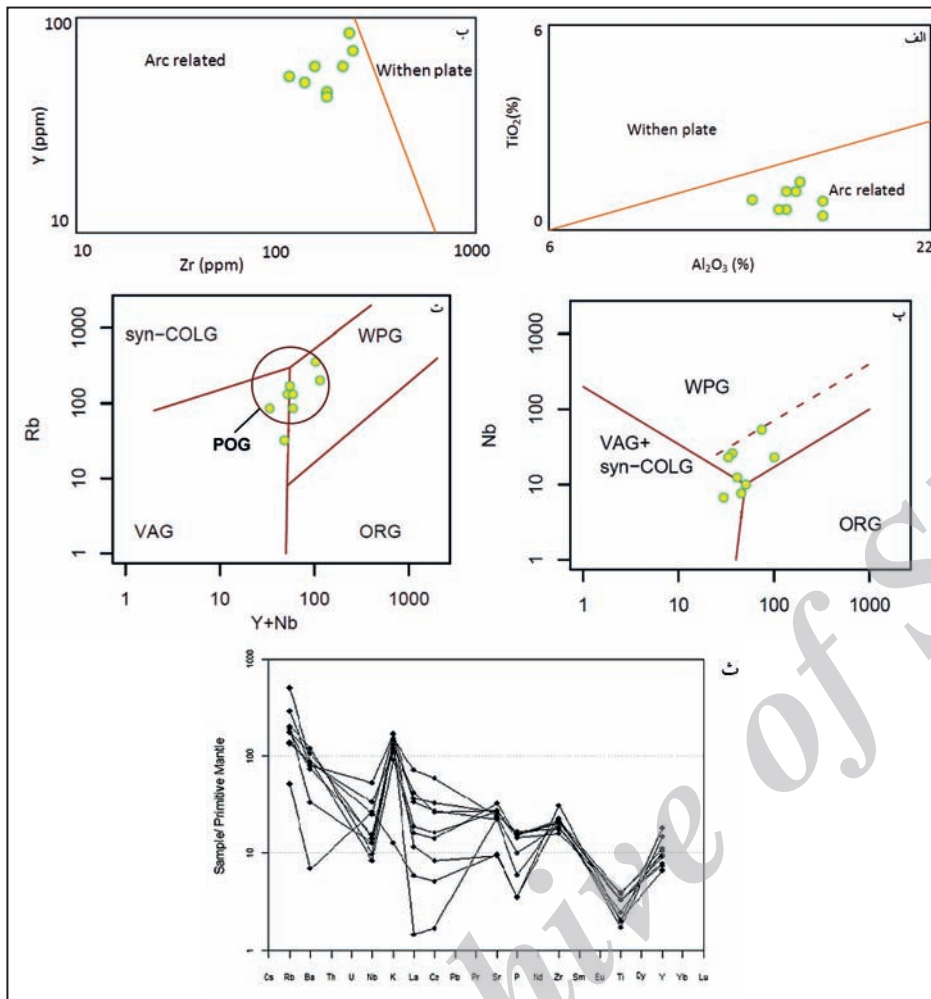 100
ب
Arc related
Withen plate
Y (ppm)
10
10
100
1000
Zr (ppm)
6
الف
TiO₂(%)
Withen plate
Arc related
0
6
22
Al₂O₃ (%)
ت
syn−COLG
WPG
1000
100
10
1
Rb
POG
VAG
ORG
1
10
100
1000
Y+Nb
پ
1000
100
10
1
Nb
WPG
VAG+
syn−COLG
ORG
1
10
100
1000
ث
1000
100
10
1
Sample/ Primitive Mantle
Cs Rb Ba Th U Nb K La Ce Pb Pr Sr P Nd Zr Sm Eu Ti Dy Y Yb Lu
hive of S